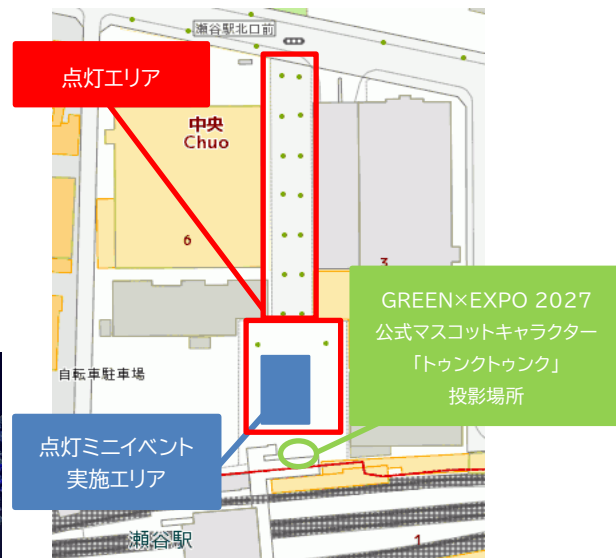 瀬谷駅北口前
点灯エリア
中央
Chuo
6
3
GREEN×EXPO 2027
公式マスコットキャラクター
「トゥンクトゥンク」
投影場所
自転車駐車場
点灯ミニイベント
実施エリア
瀬谷駅
1